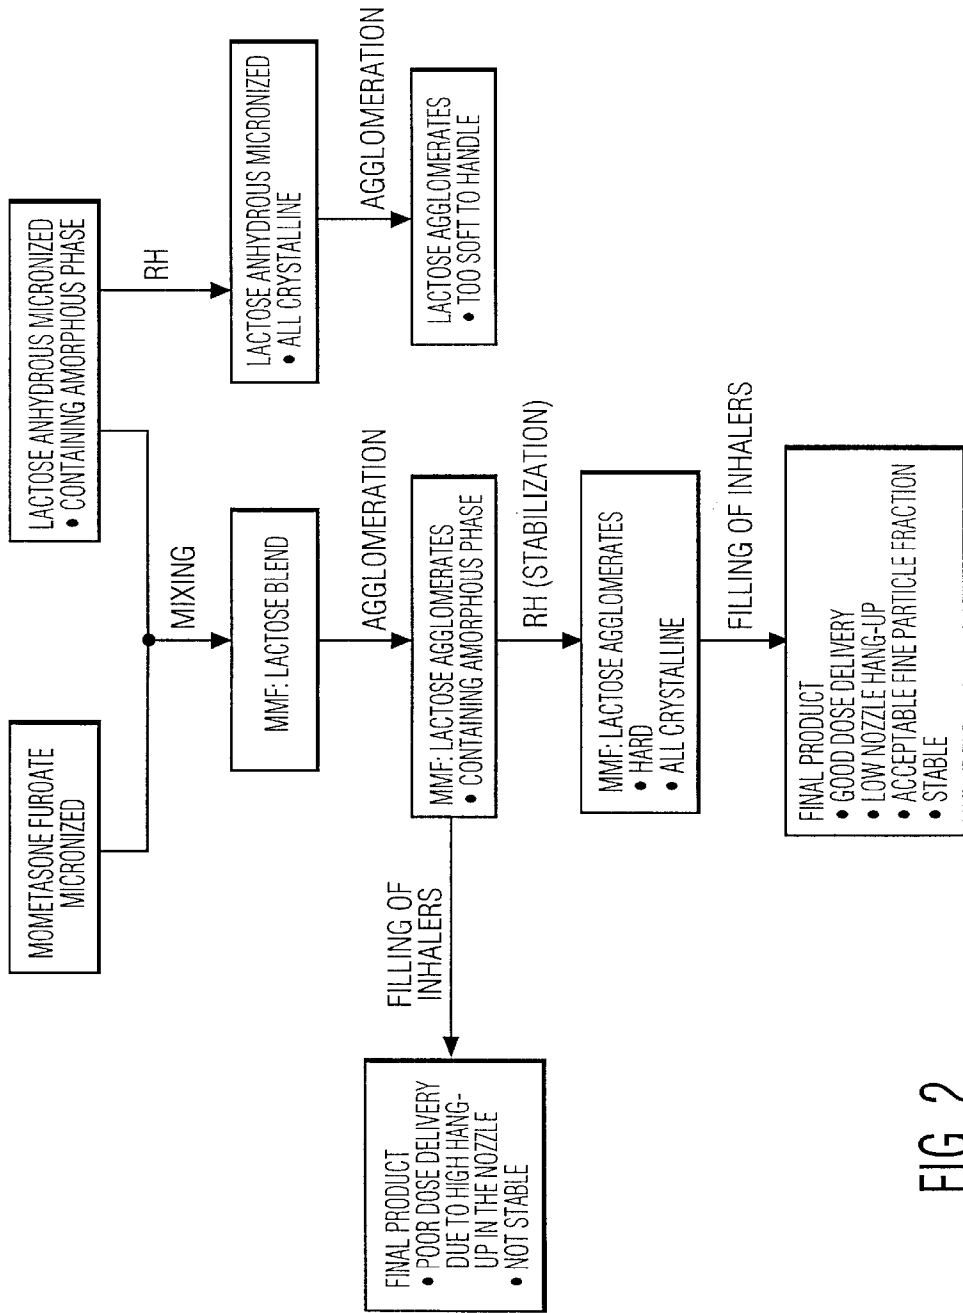 MOMETASONE FUROATE
MICRONIZED
LACTOSE ANHYDROUS MICRONIZED
• CONTAINING AMORPHOUS PHASE
MIXING
RH
MMF: LACTOSE BLEND
LACTOSE ANHYDROUS MICRONIZED
• ALL CRYSTALLINE
AGGLOMERATION
AGGLOMERATION
FILLING OF
INHALERS
MMF: LACTOSE AGGLOMERATES
• CONTAINING AMORPHOUS PHASE
LACTOSE AGGLOMERATES
• TOO SOFT TO HANDLE
FINAL PRODUCT
• POOR DOSE DELIVERY
DUE TO HIGH HANG-
UP IN THE NOZZLE
• NOT STABLE
RH (STABILIZATION)
MMF: LACTOSE AGGLOMERATES
• HARD
• ALL CRYSTALLINE
FILLING OF INHALERS
FINAL PRODUCT
• GOOD DOSE DELIVERY
• LOW NOZZLE HANG-UP
• ACCEPTABLE FINE PARTICLE FRACTION
• STABLE
FIG. 2